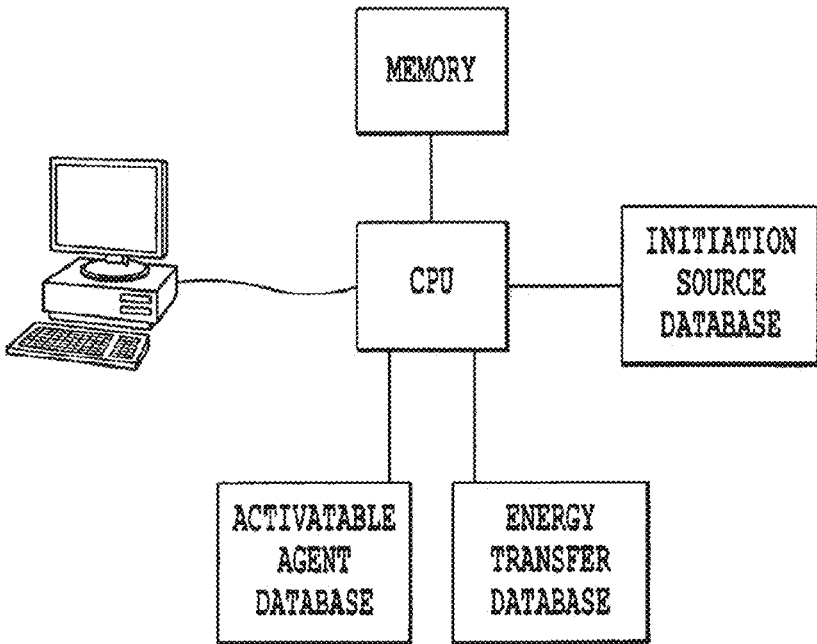 MEMORY
CPU
INITIATION
SOURCE
DATABASE
ACTIVATABLE
AGENT
DATABASE
ENERGY
TRANSFER
DATABASE